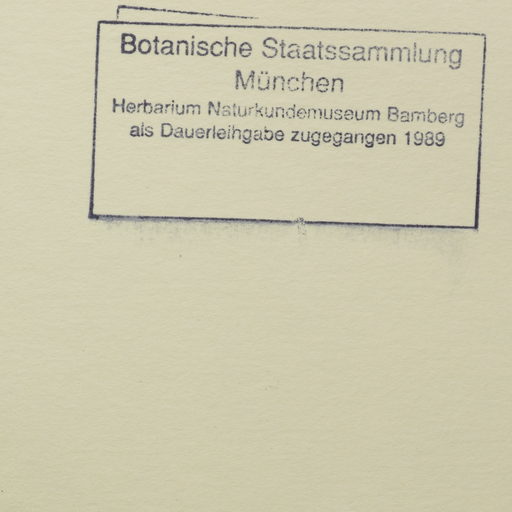 Botanische Staatssammlung
München
Herbarium Naturkundemuseum Bamberg
als Dauerleihgabe zugegangen 1989